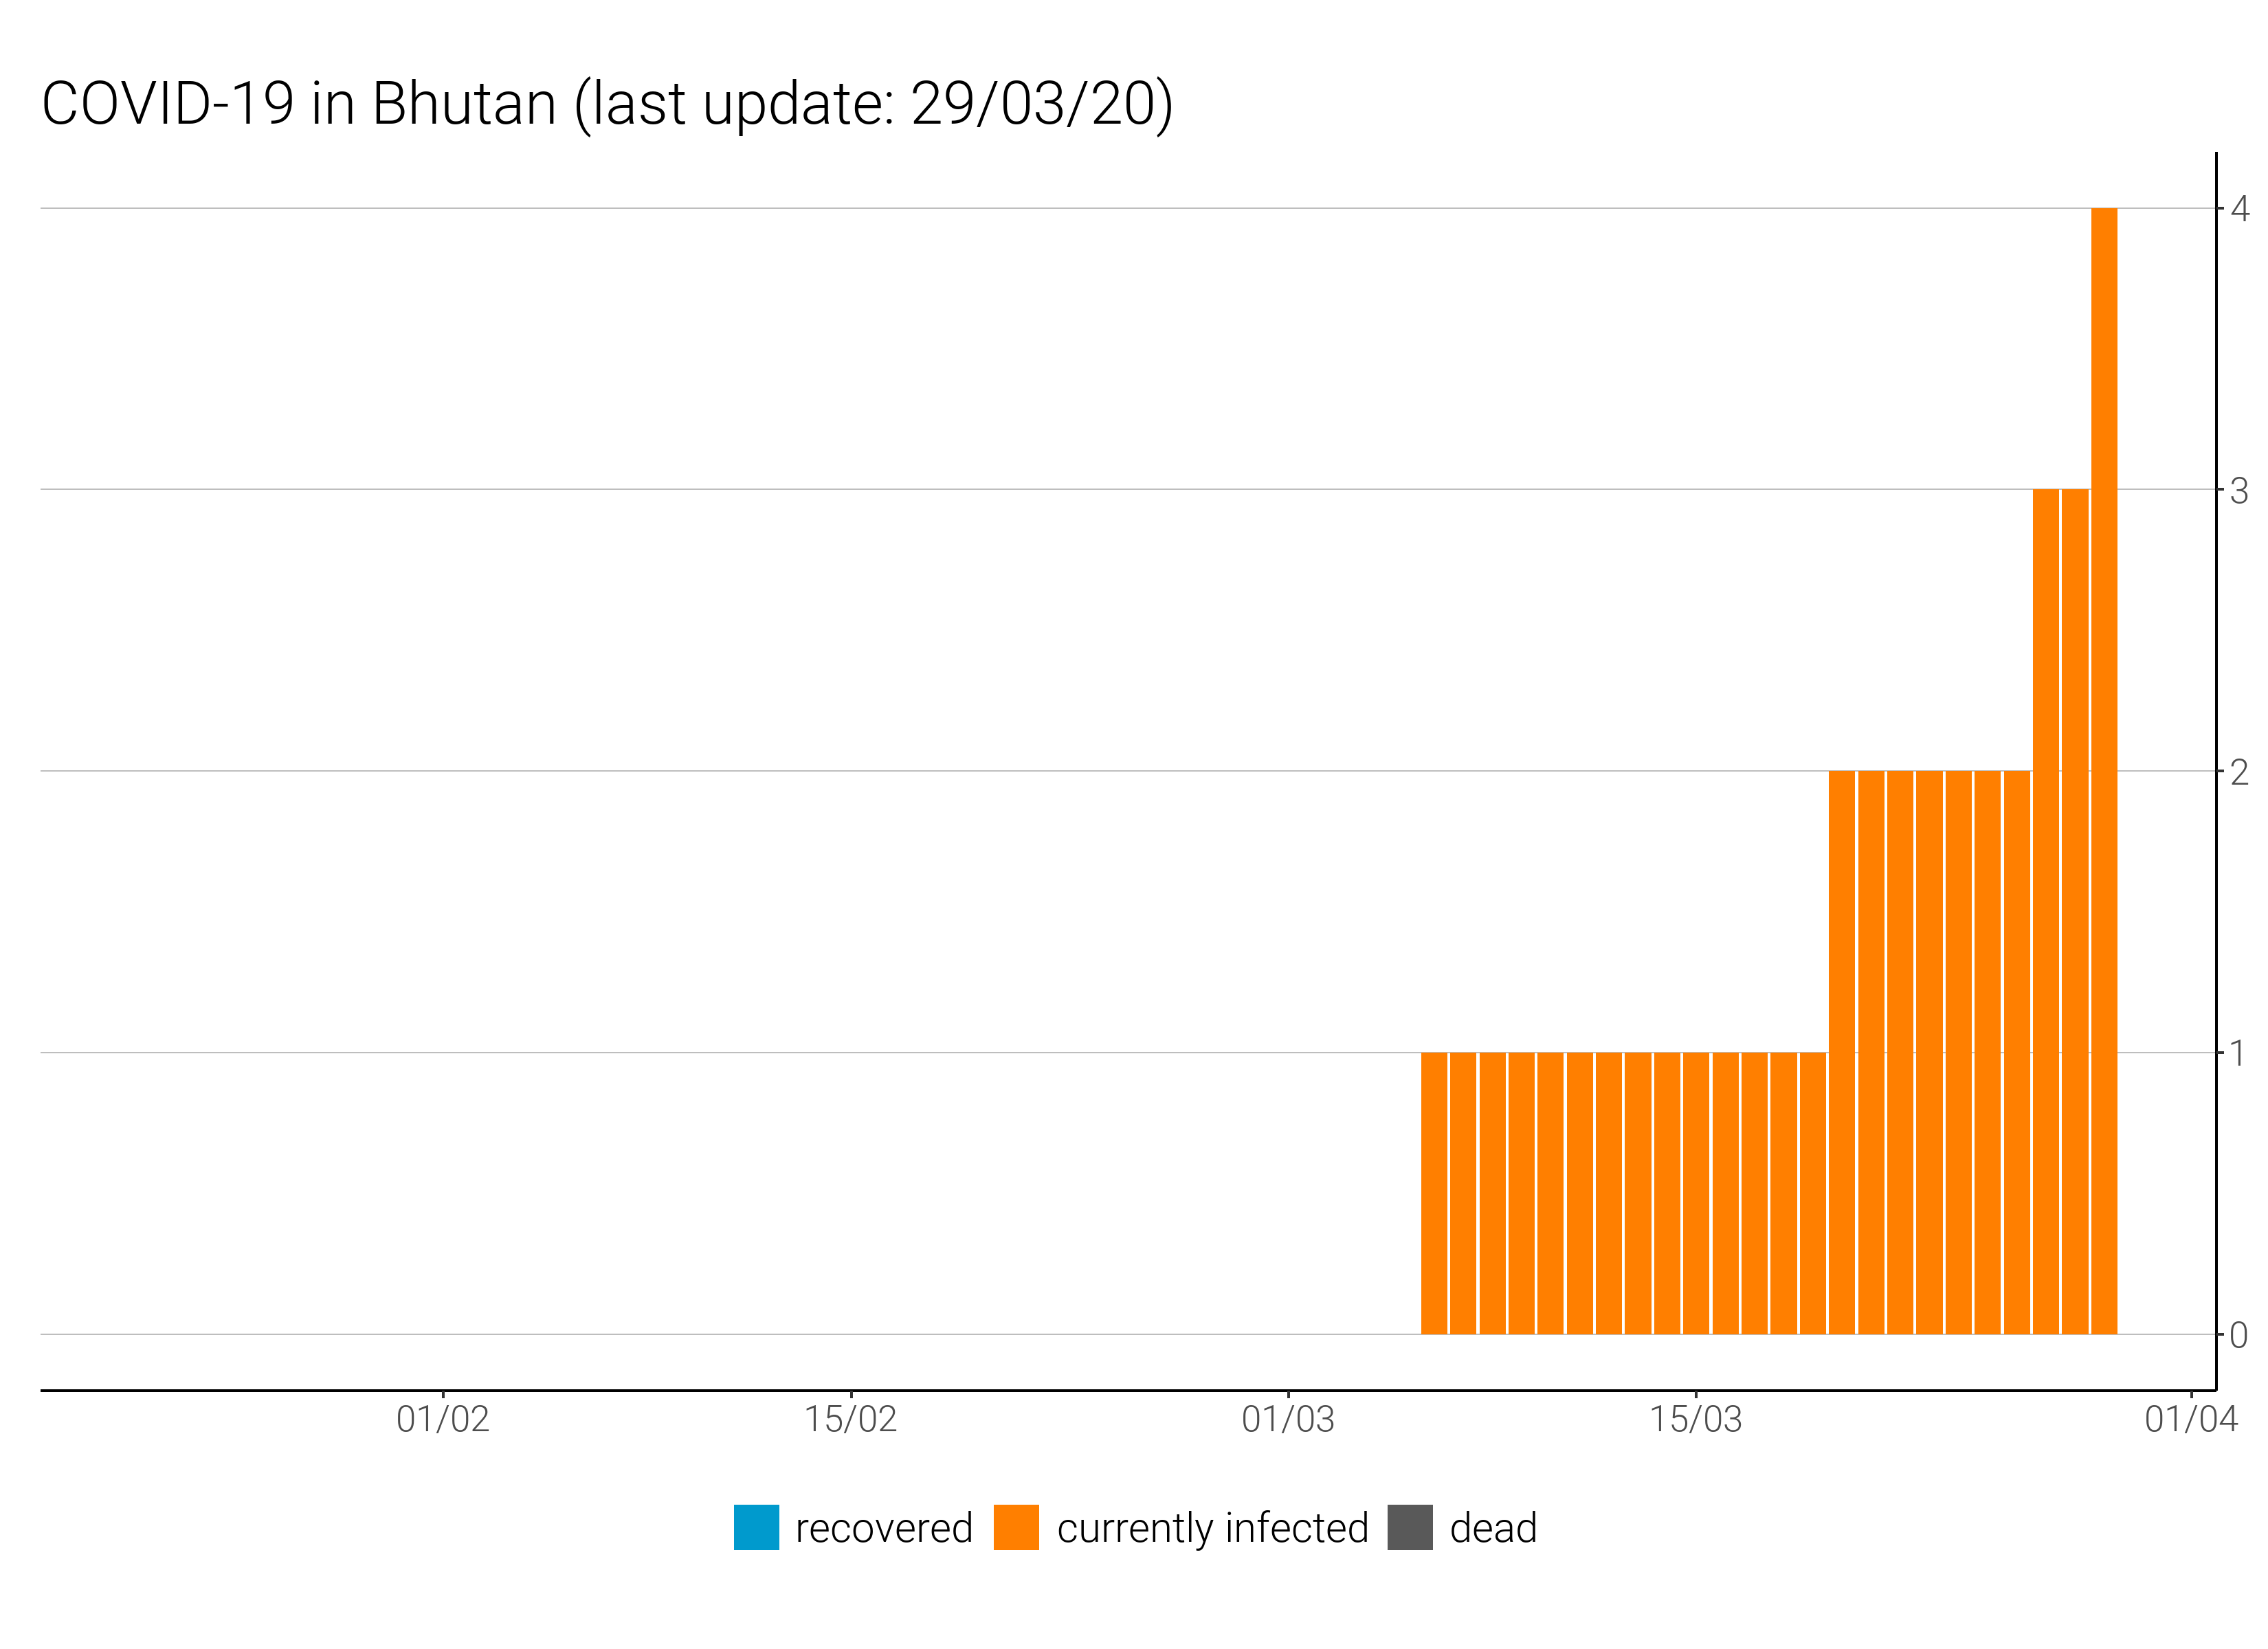 COVID-19 in Bhutan (last update: 29/03/20)
4
3
2
1
0
01/02 15/02 01/03 15/03 01/04
recovered currently infected dead